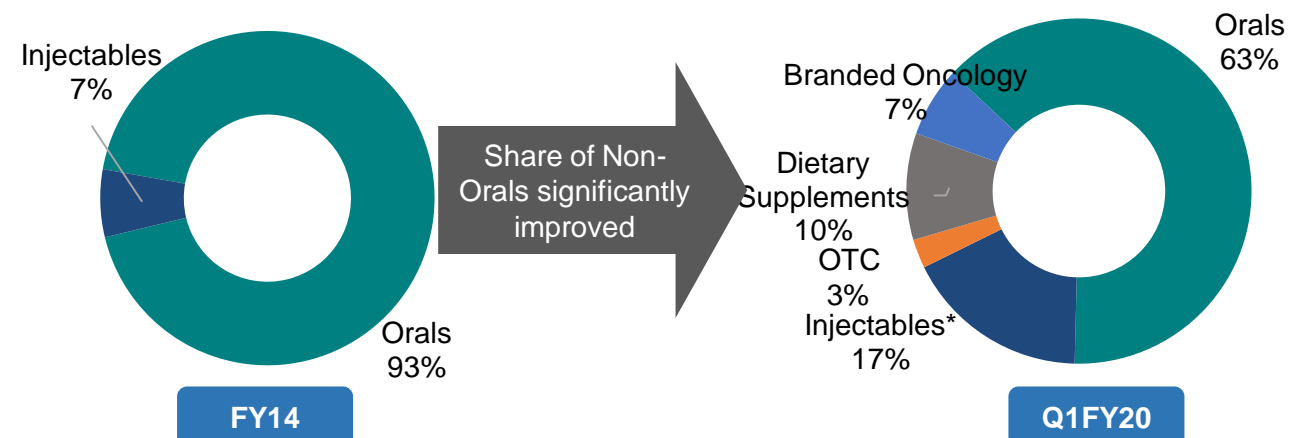 Injectables
7%
Orals
93%
FY14
Share of Non-
Orals significantly
improved
Orals
63%
Branded Oncology
7%
Dietary
Supplements
10%
OTC
3%
Injectables*
17%
Q1FY20